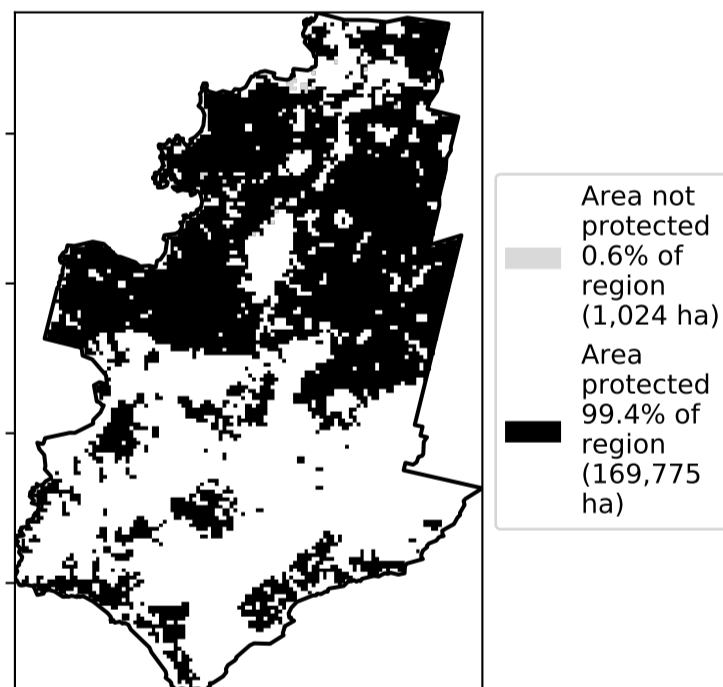 Area not
protected
0.6% of
region
(1,024 ha)
Area
protected
99.4% of
region
(169,775
ha)